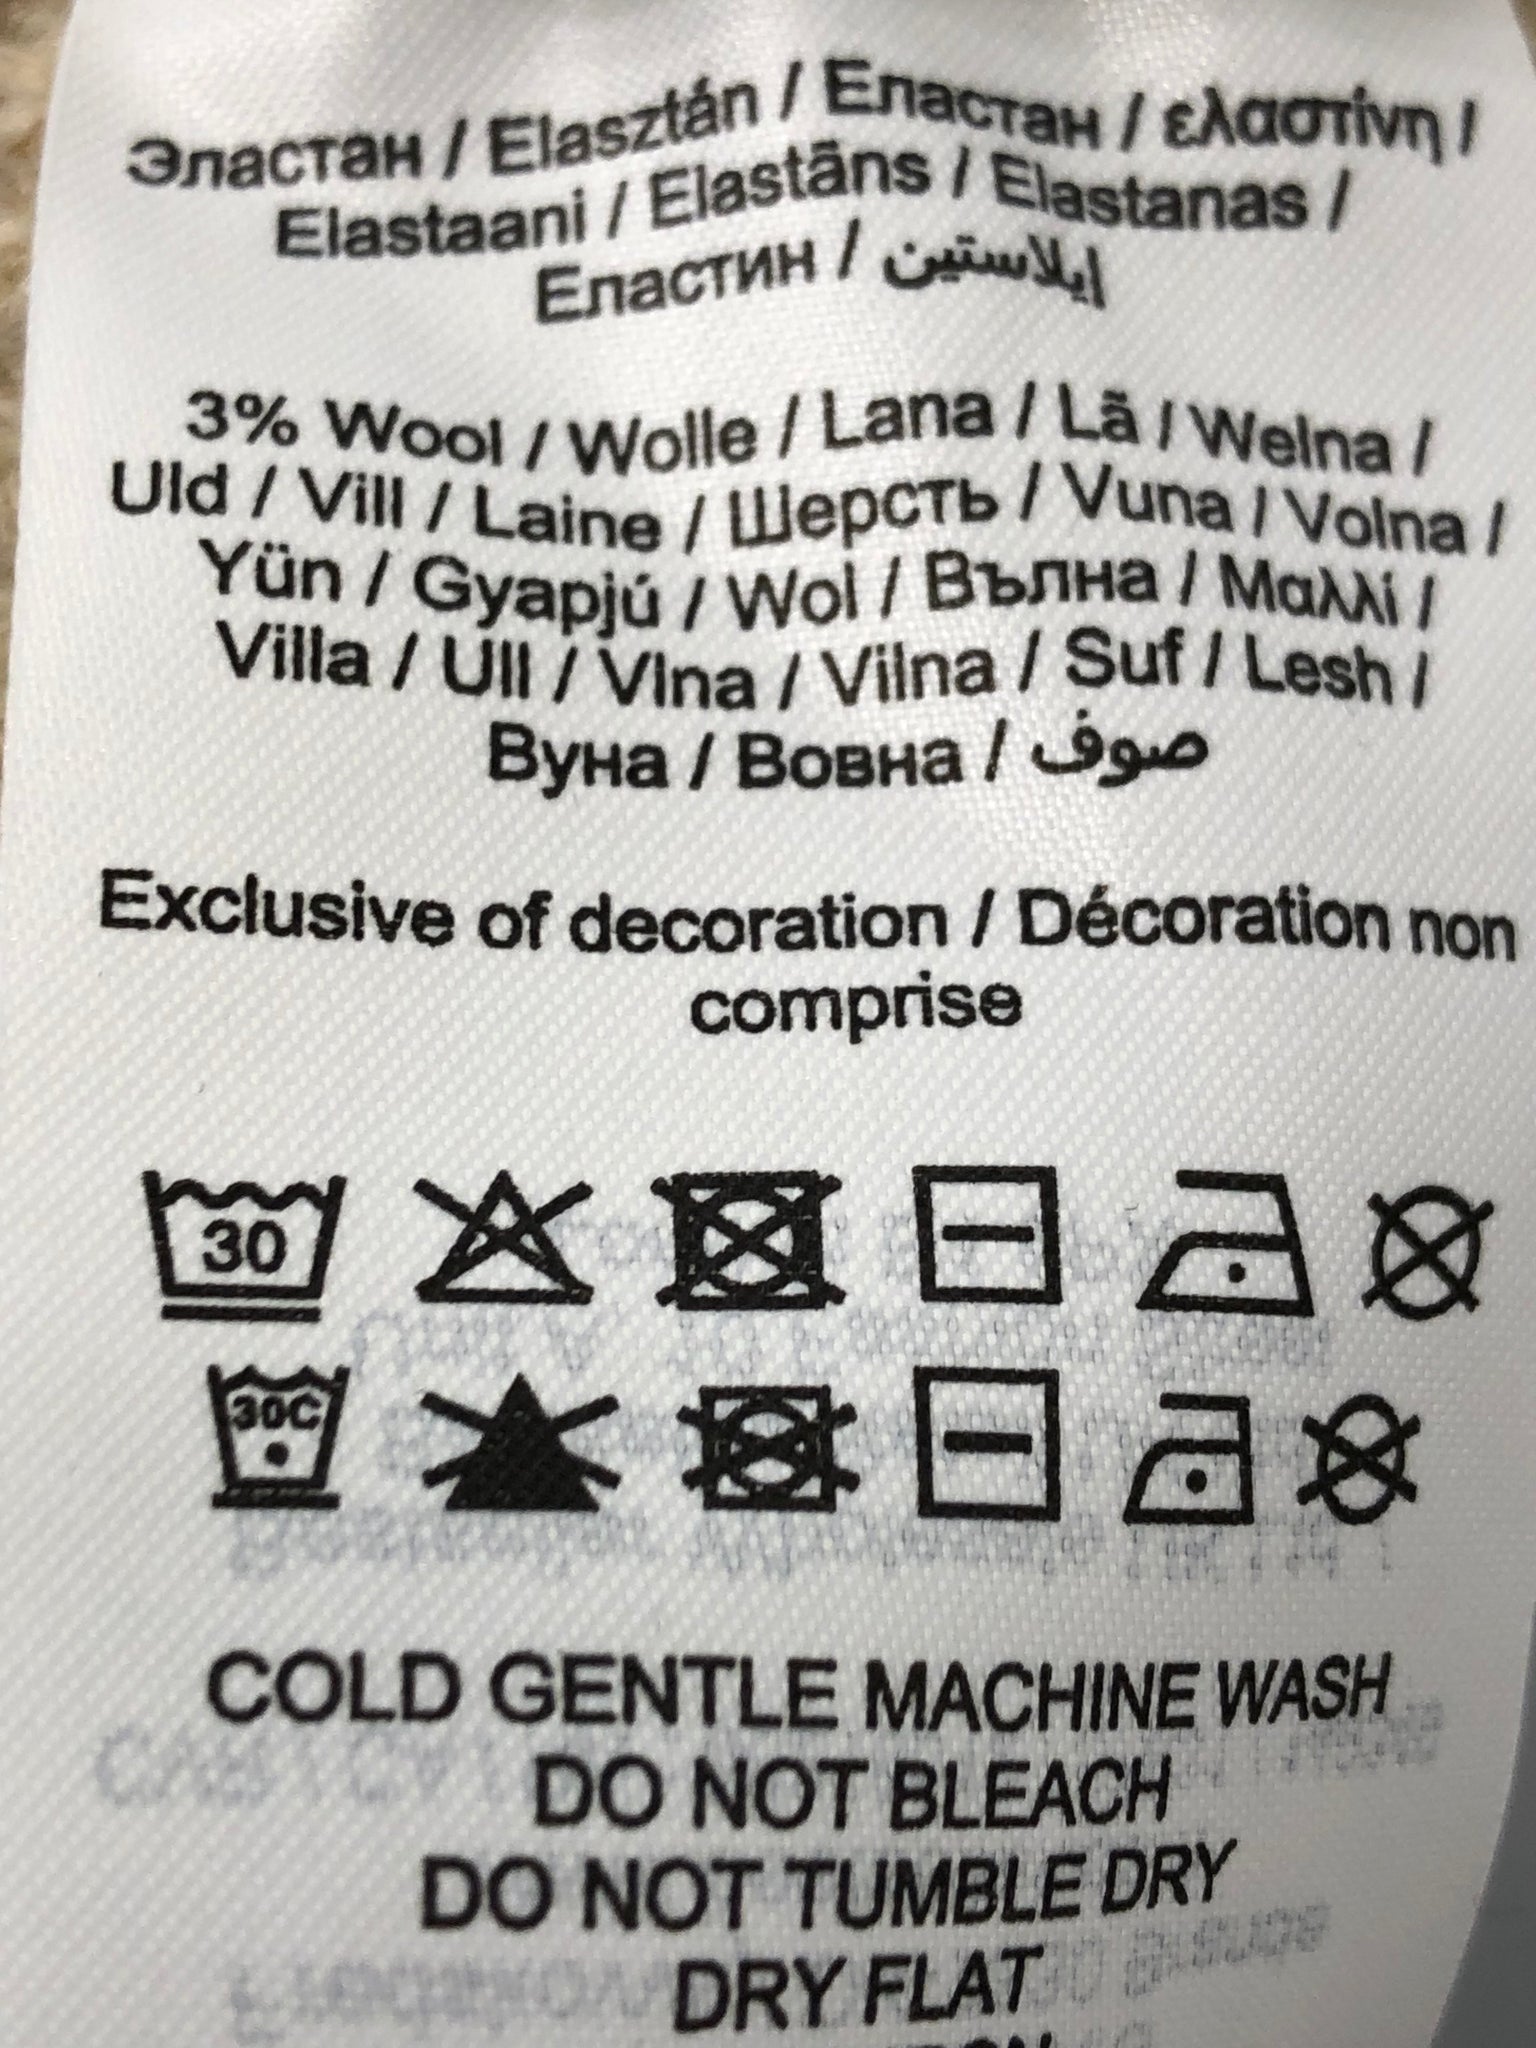 Эластан / Elasztán / Еластан / ελαστίνη /
Elastaani / Elastāns / Elastanas /
Еластин / إيلاستين
3% Wool / Wolle / Lana / Lã / Welna /
Uld / Vill / Laine / Шерсть / Vuna / Volna /
Yün / Gyapjú / Wol / Вълна / Μαλλί /
Villa / Ull / Vlna / Vilna / Suf / Lesh /
Вуна / Вовна / صوف
Exclusive of decoration / Décoration non
comprise
30
30C
COLD GENTLE MACHINE WASH
DO NOT BLEACH
DO NOT TUMBLE DRY
DRY FLAT